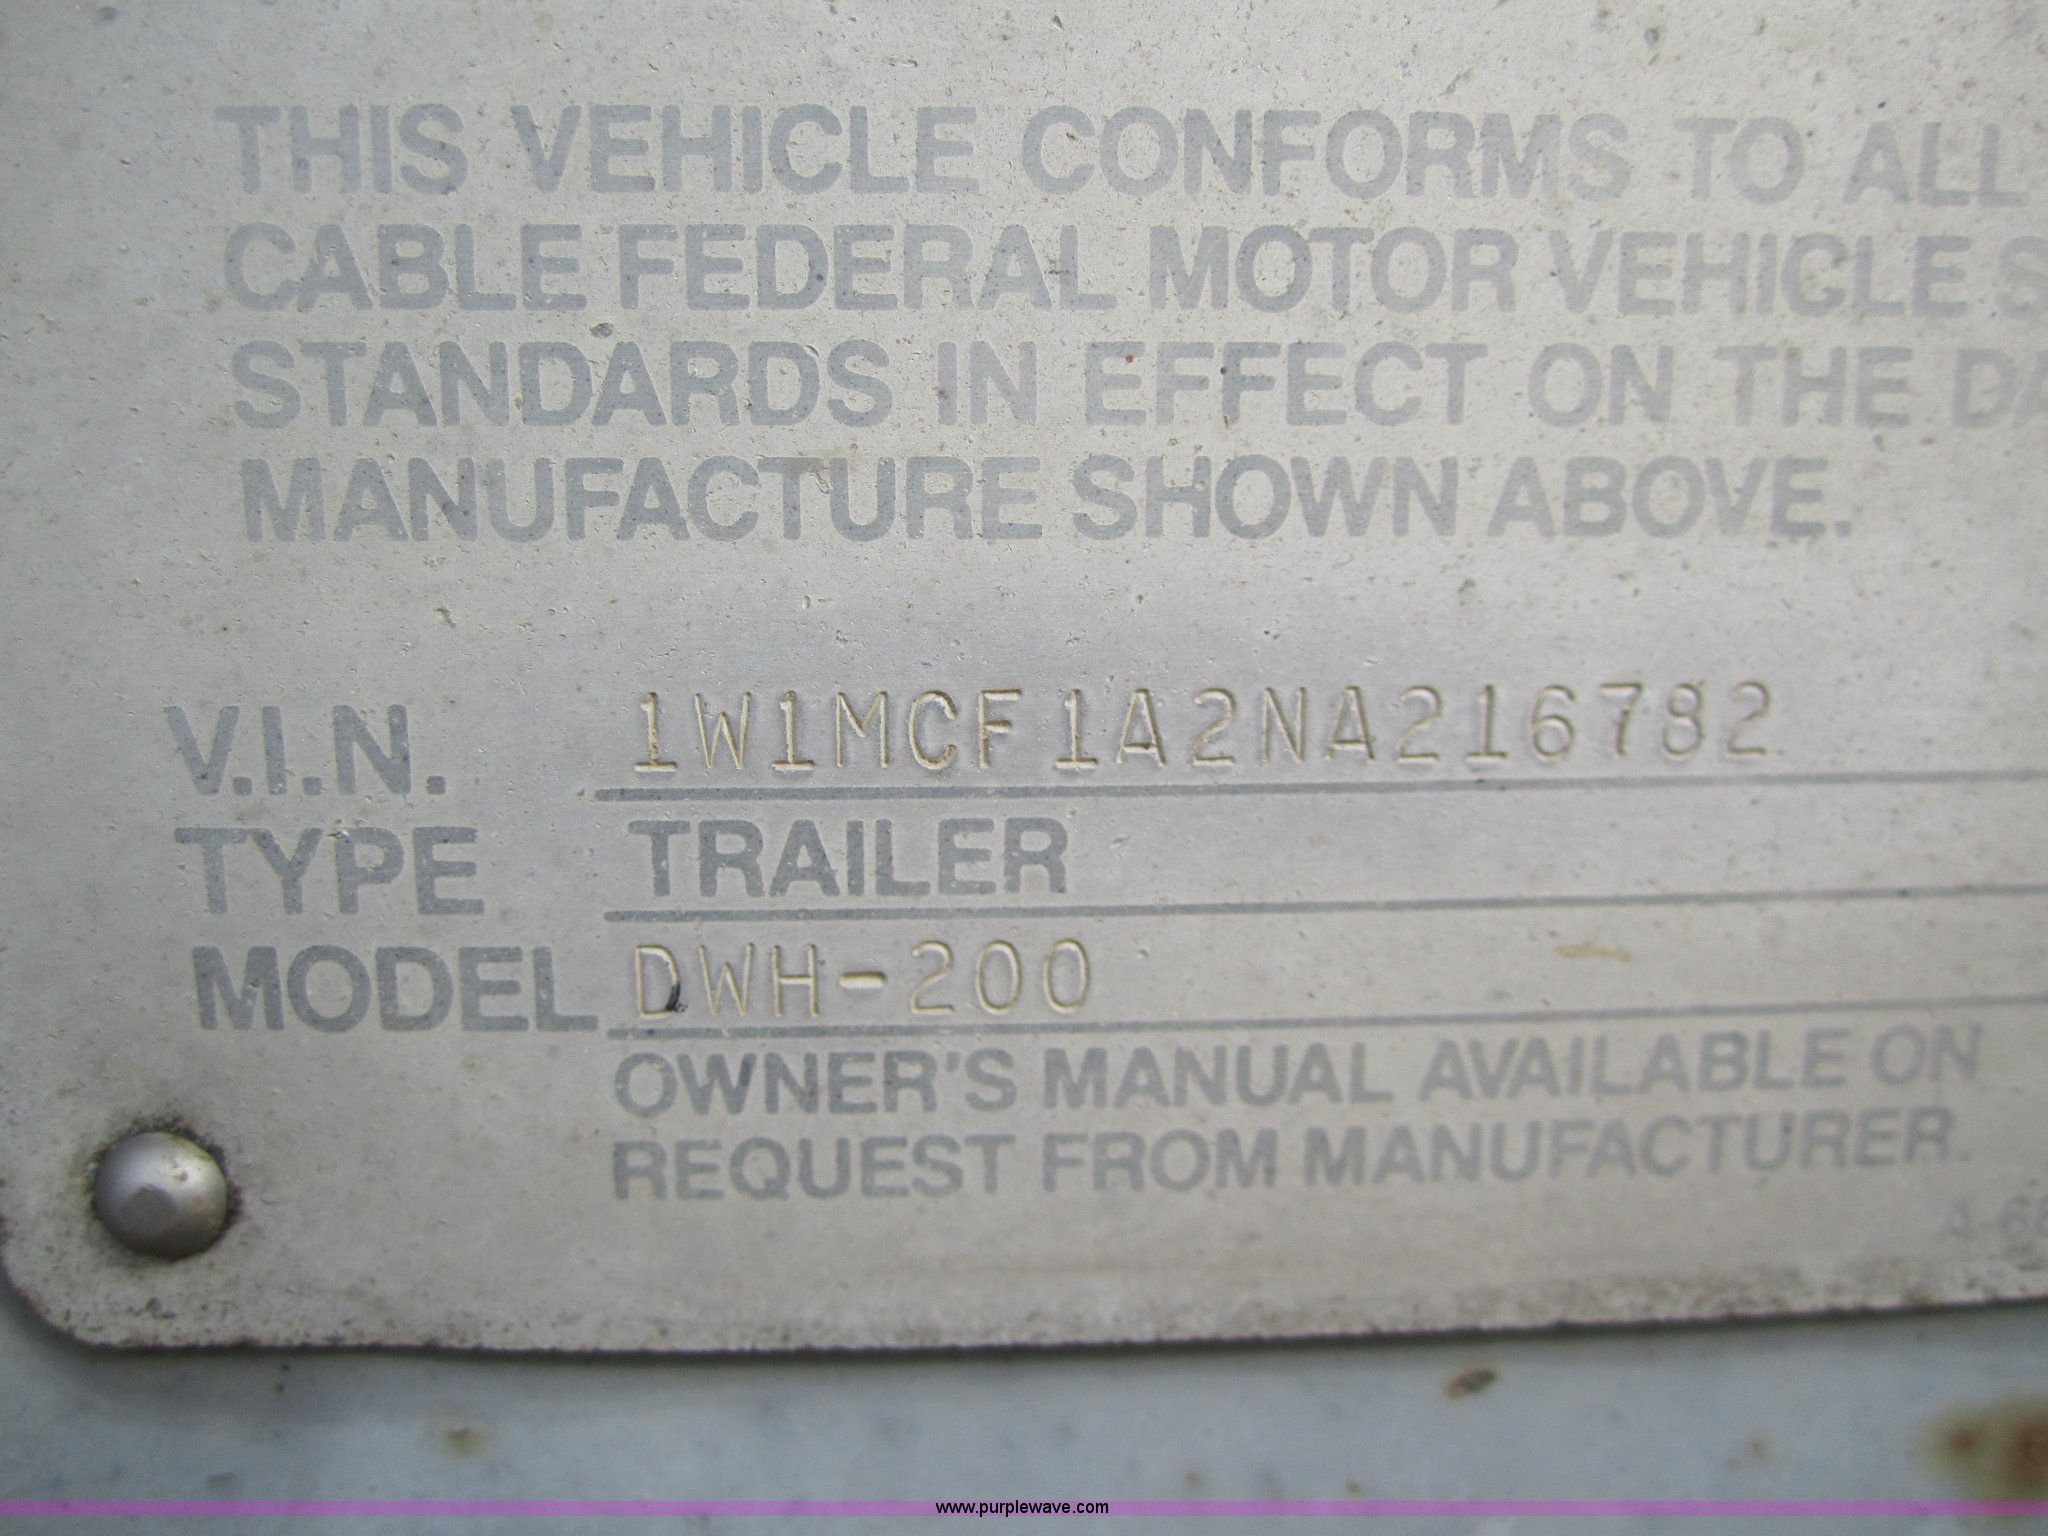 THIS VEHICLE CONFORMS TO ALL
CABLE FEDERAL MOTOR VEHICLE S
STANDARDS IN EFFECT ON THE DA
MANUFACTURE SHOWN ABOVE.
V.I.N. 1W1MCF1A2NA216782
TYPE TRAILER
MODEL DWH-200
OWNER'S MANUAL AVAILABLE ON
REQUEST FROM MANUFACTURER.
www.purplewave.com